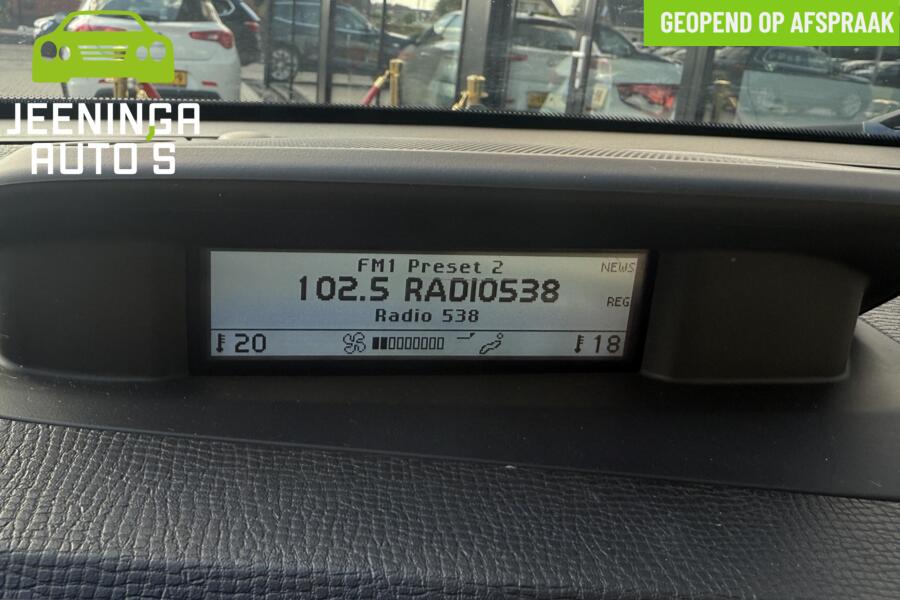 GEOPEND OP AFSPRAAK
JEENINGA
AUTO'S
FM1 Preset 2
NEWS
102.5 RADIO538
REG
Radio 538
20
18